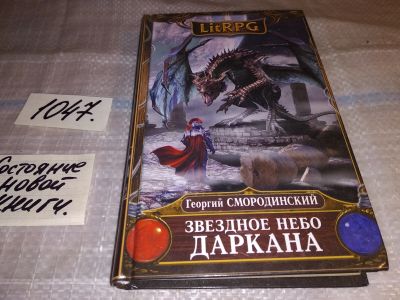 LitRPG
1047.
Состояние
новой
книги.
Георгий СМОРОДИНСКИЙ
ЗВЕЗДНОЕ НЕБО
ДАРКАНА